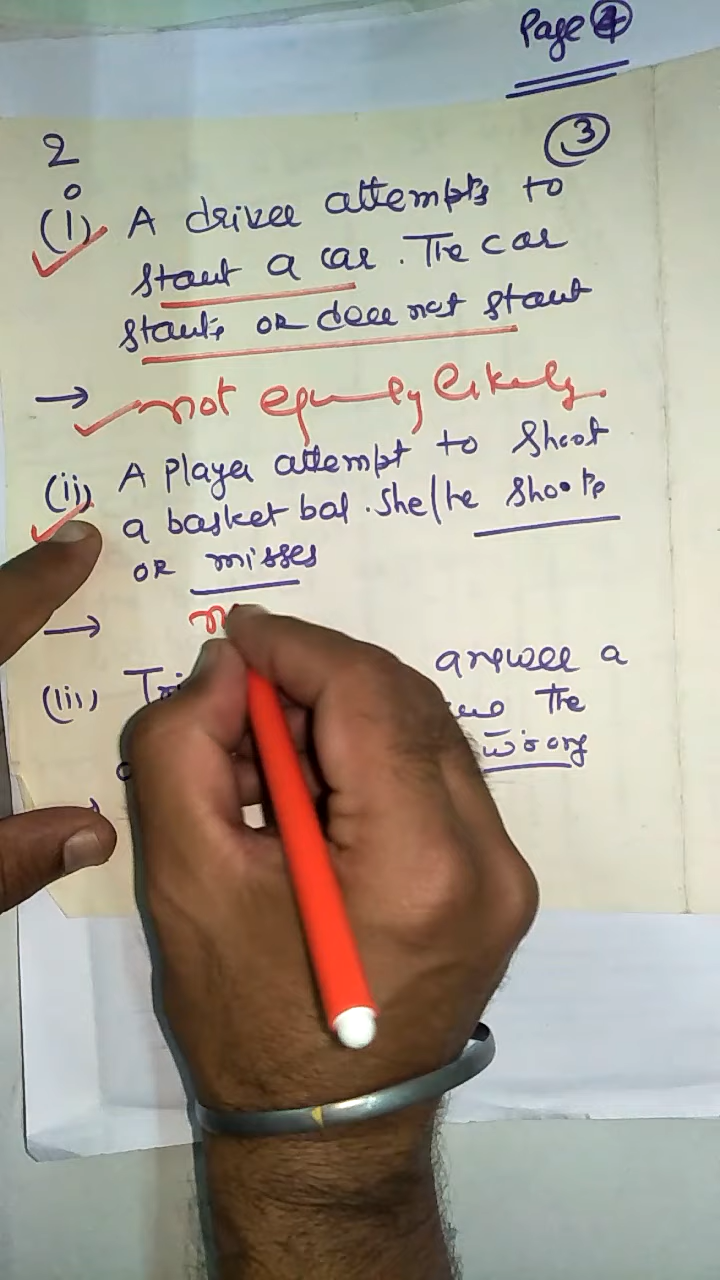 Page 4
3
2
(i) A driver attempts to
start a car. The car
starts or does not start
→ not equally likely.
(ii) A player attempt to shoot
a basket bal. She/he shoots
or misses
→ n
(iii) answer a
the
wrong
→